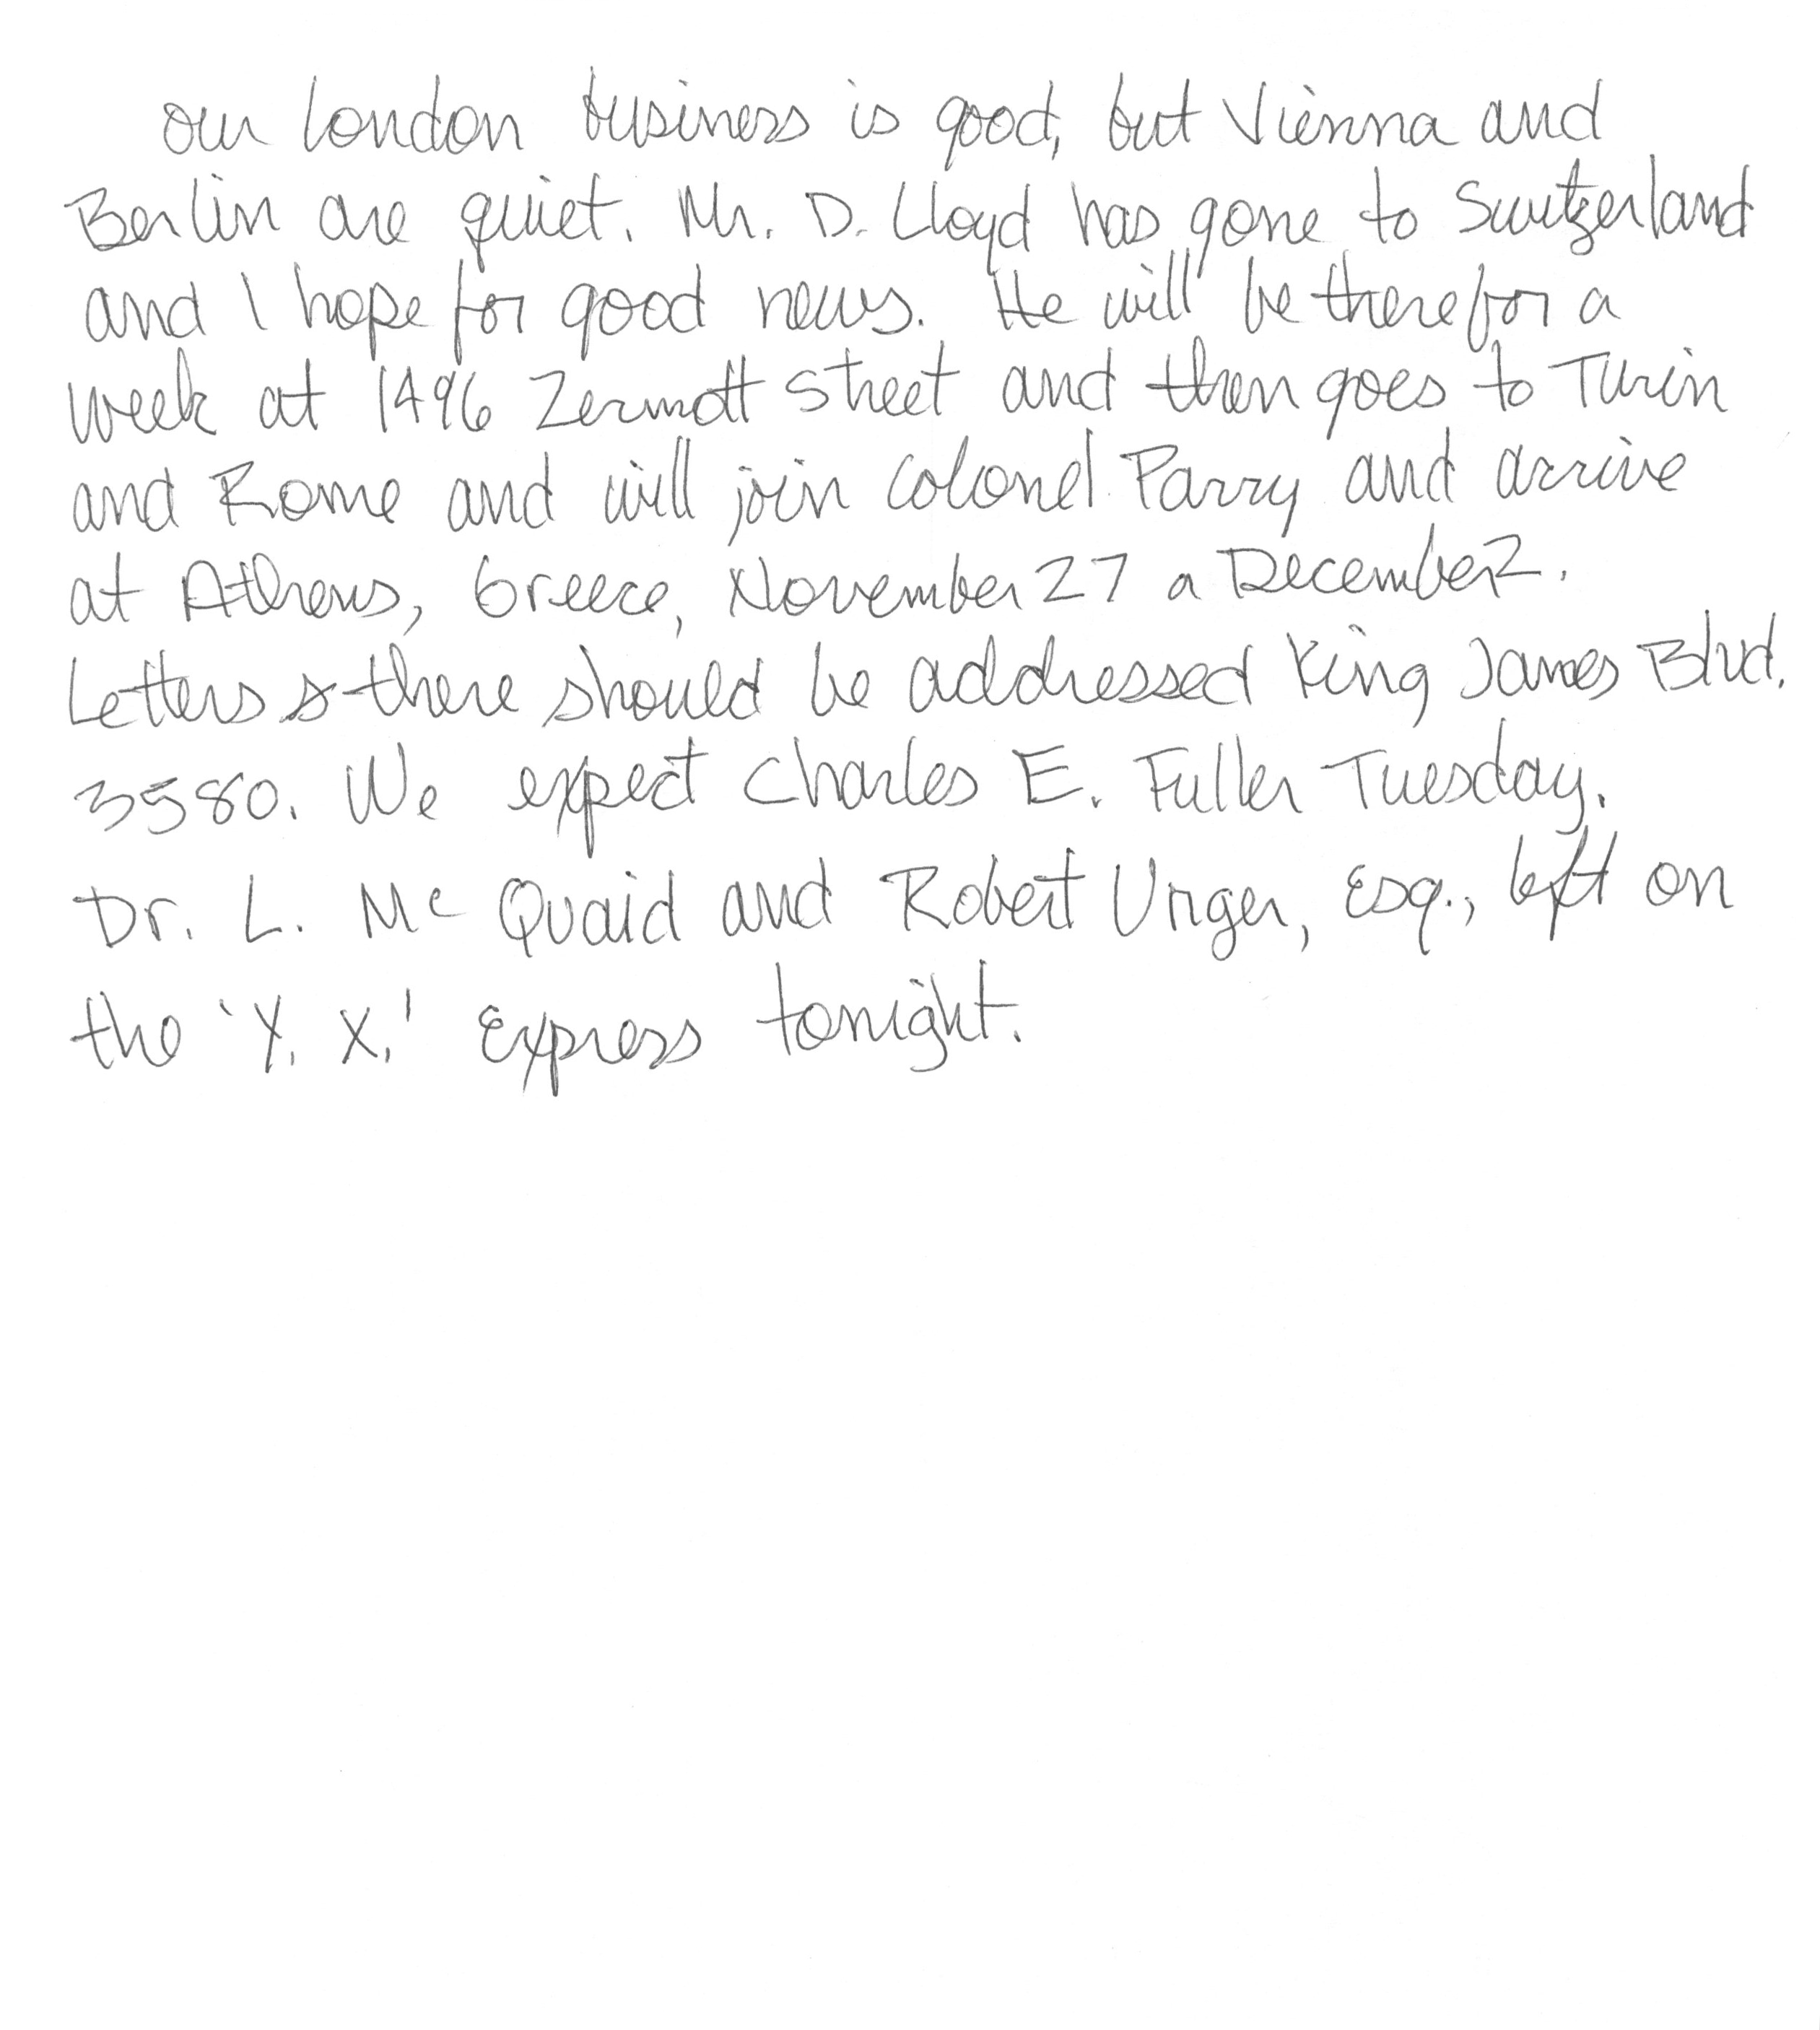 our London business is good, but Vienna and
Berlin are quiet. Mr. D. Lloyd has gone to Switzerland
and I hope for good news. He will be there for a
week at 1496 Zermott Street and then goes to Turin
and Rome and will join Colonel Parry and arrive
at Athens, Greece, November 27 a December 2.
Letters there should be addressed King James Blvd.
3580. We expect Charles E. Fuller Tuesday.
Dr. L. McQuaid and Robert Unger, Esq., left on
the 'Y. X.' Express tonight.